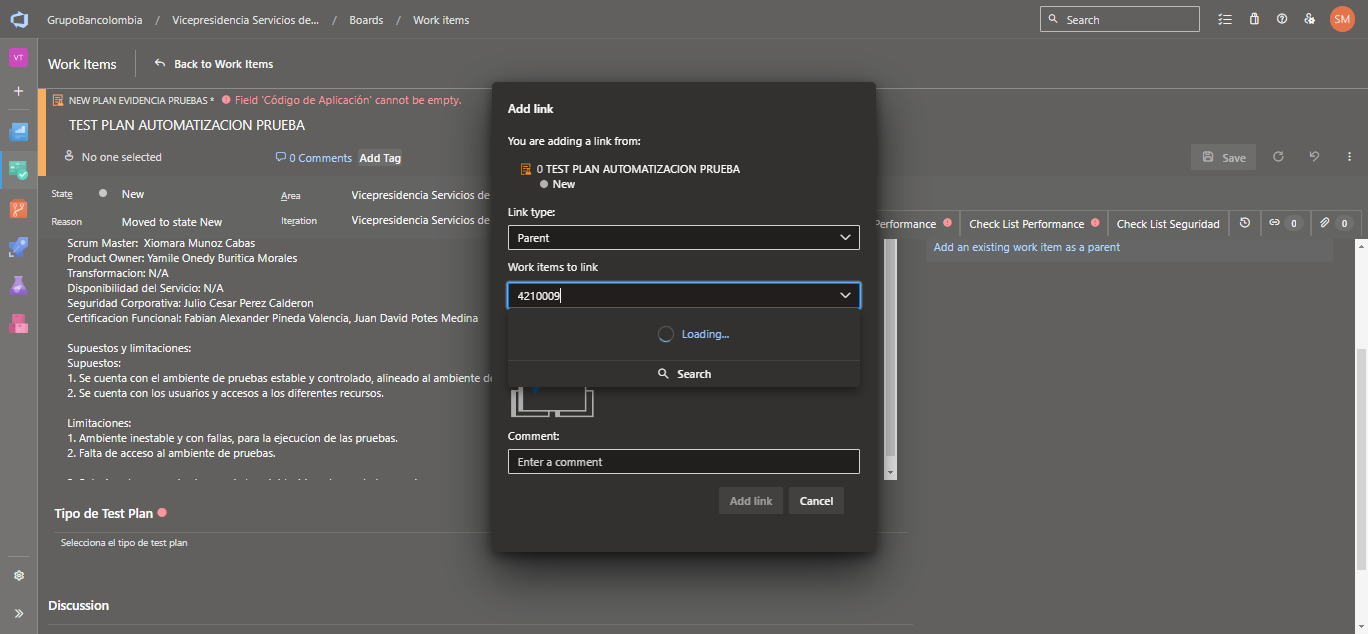 GrupoBancolombia / Vicepresidencia Servicios de... / Boards / Work items
Search
SM
VT
Work Items
Back to Work Items
NEW PLAN EVIDENCIA PRUEBAS * Field 'Código de Aplicación' cannot be empty.
TEST PLAN AUTOMATIZACION PRUEBA
No one selected
0 Comments
Add Tag
Save
State
New
Area
Vicepresidencia Servicios de
Reason
Moved to state New
Iteration
Vicepresidencia Servicios de
Performance
Check List Performance
Check List Seguridad
0
0
Add an existing work item as a parent
Scrum Master: Xiomara Munoz Cabas
Product Owner: Yamile Onedy Buritica Morales
Transformacion: N/A
Disponibilidad del Servicio: N/A
Seguridad Corporativa: Julio Cesar Perez Calderon
Certificacion Funcional: Fabian Alexander Pineda Valencia, Juan David Potes Medina
Supuestos y limitaciones:
Supuestos:
1. Se cuenta con el ambiente de pruebas estable y controlado, alineado al ambiente de
2. Se cuenta con los usuarios y accesos a los diferentes recursos.
Limitaciones:
1. Ambiente inestable y con fallas, para la ejecucion de las pruebas.
2. Falta de acceso al ambiente de pruebas.
Tipo de Test Plan
Selecciona el tipo de test plan
Discussion
Add link
You are adding a link from:
0 TEST PLAN AUTOMATIZACION PRUEBA
New
Link type:
Parent
Work items to link
4210009
Loading...
Search
Comment:
Enter a comment
Add link
Cancel